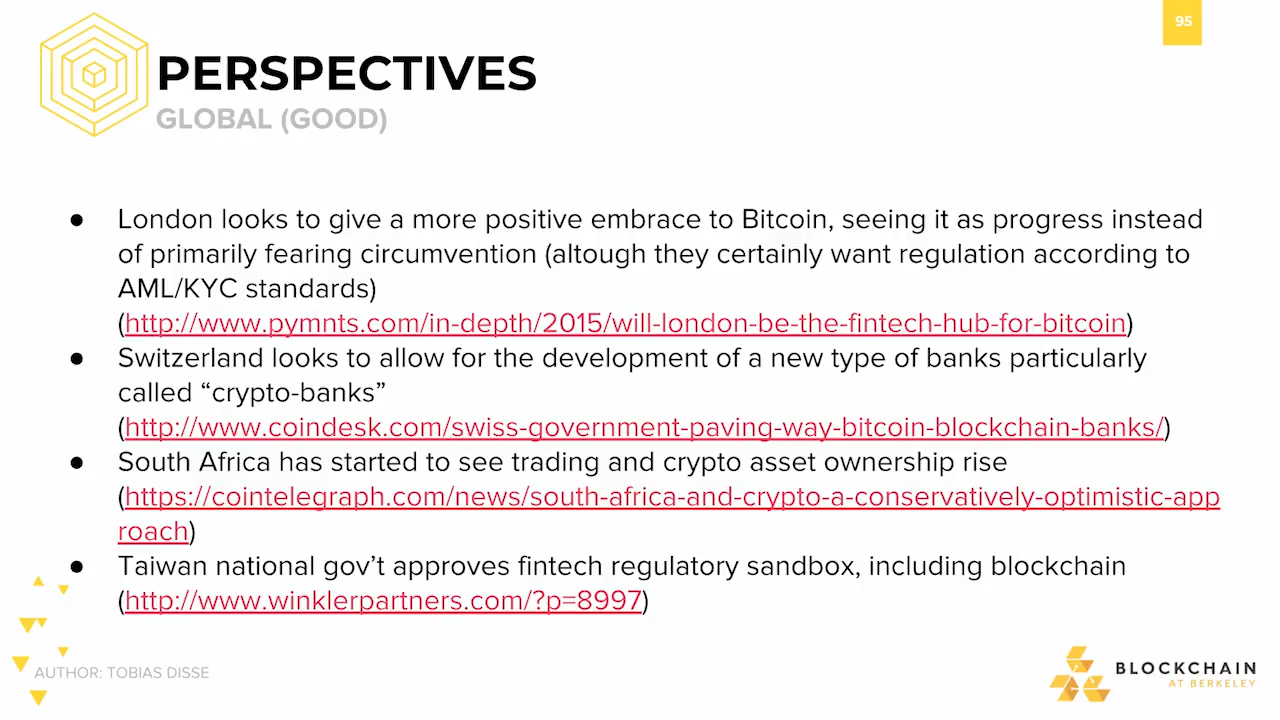 95
PERSPECTIVES
GLOBAL (GOOD)
● London looks to give a more positive embrace to Bitcoin, seeing it as progress instead
of primarily fearing circumvention (altough they certainly want regulation according to
AML/KYC standards)
(http://www.pymnts.com/in-depth/2015/will-london-be-the-fintech-hub-for-bitcoin)
● Switzerland looks to allow for the development of a new type of banks particularly
called “crypto-banks”
(http://www.coindesk.com/swiss-government-paving-way-bitcoin-blockchain-banks/)
● South Africa has started to see trading and crypto asset ownership rise
(https://cointelegraph.com/news/south-africa-and-crypto-a-conservatively-optimistic-app
roach)
● Taiwan national gov’t approves fintech regulatory sandbox, including blockchain
(http://www.winklerpartners.com/?p=8997)
AUTHOR: TOBIAS DISSE
BLOCKCHAIN
AT BERKELEY